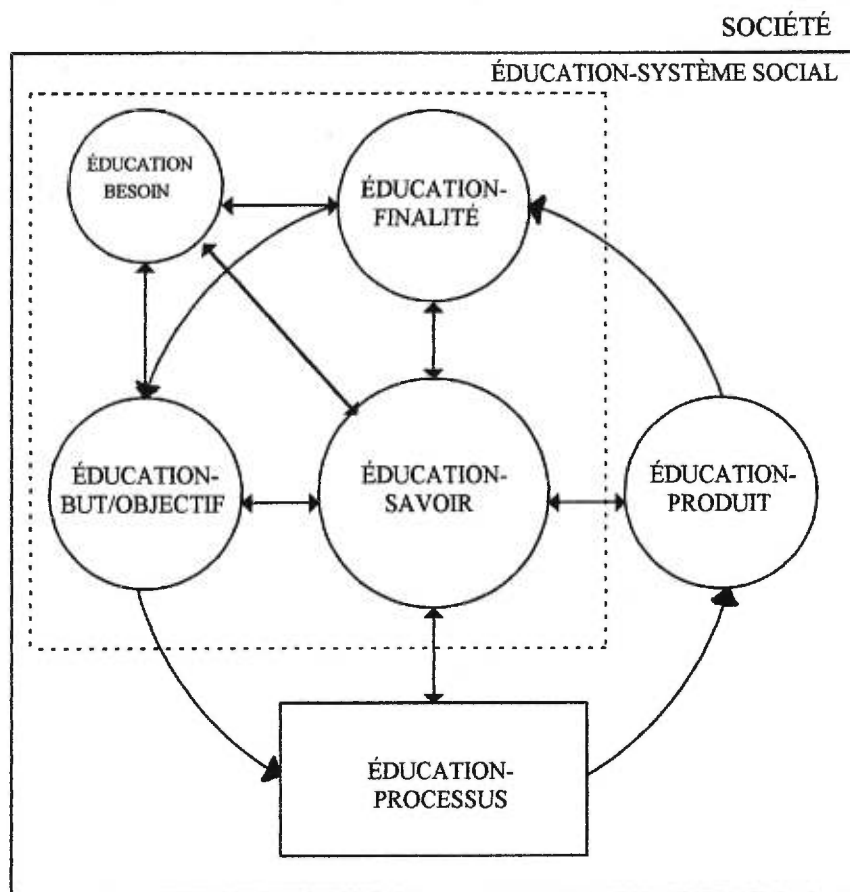 SOCIÉTÉ
ÉDUCATION-SYSTÈME SOCIAL
ÉDUCATION
BESOIN
ÉDUCATION-
FINALITÉ
ÉDUCATION-
BUT/OBJECTIF
ÉDUCATION-
SAVOIR
ÉDUCATION-
PRODUIT
ÉDUCATION-
PROCESSUS